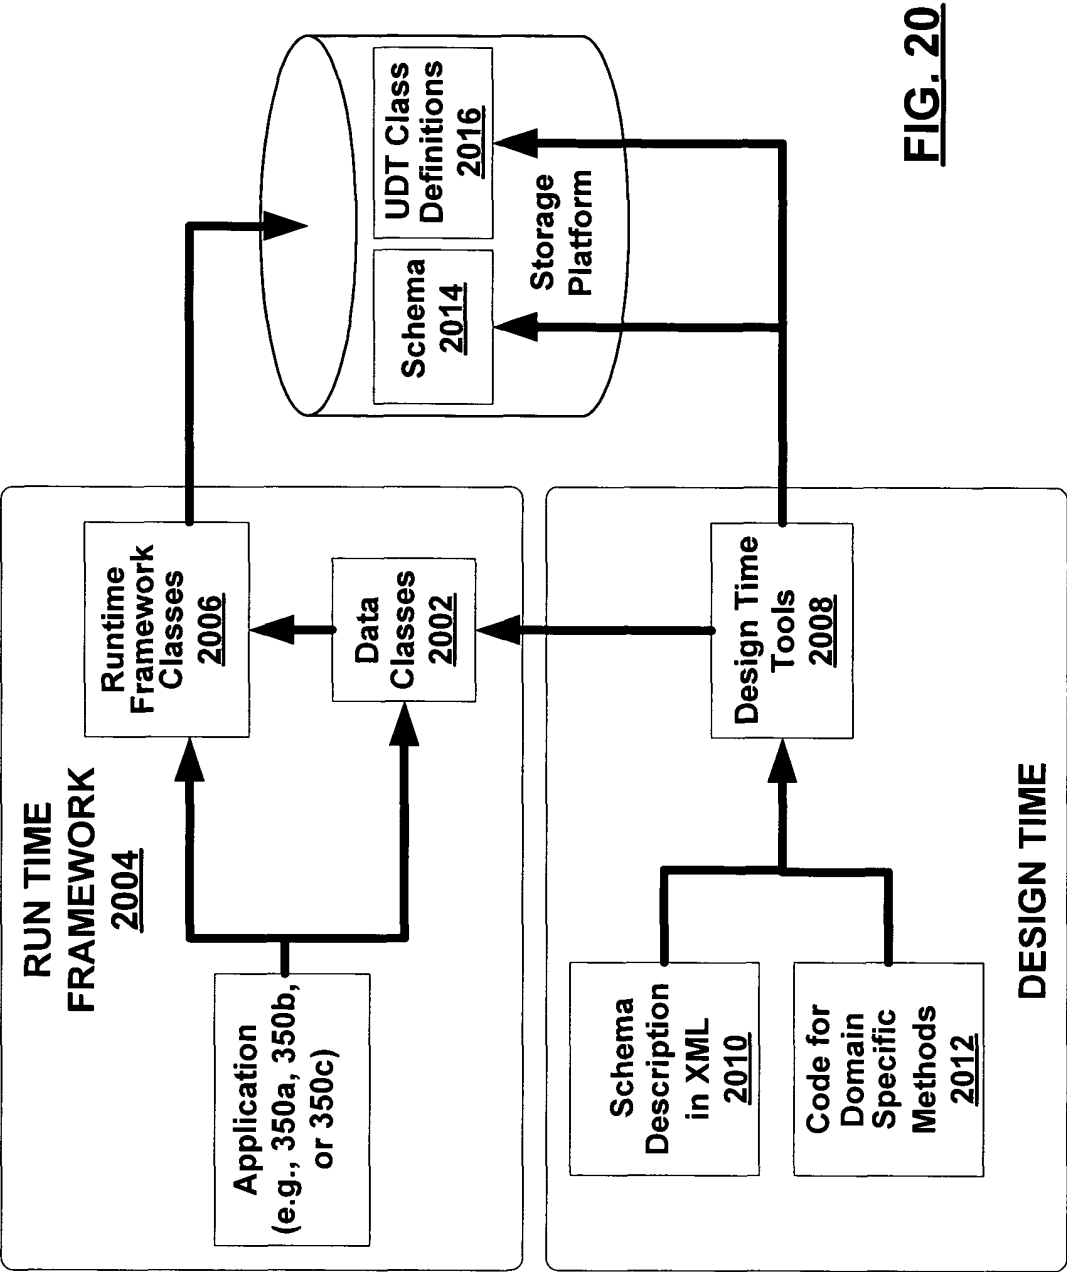 RUN TIME
FRAMEWORK
2004
Application
(e.g., 350a, 350b,
or 350c)
Runtime
Framework
Classes
2006
Data
Classes
2002
UDT Class
Definitions
2016
Schema
2014
Storage
Platform
Schema
Description
in XML
2010
Code for
Domain
Specific
Methods
2012
Design Time
Tools
2008
DESIGN TIME
FIG. 20